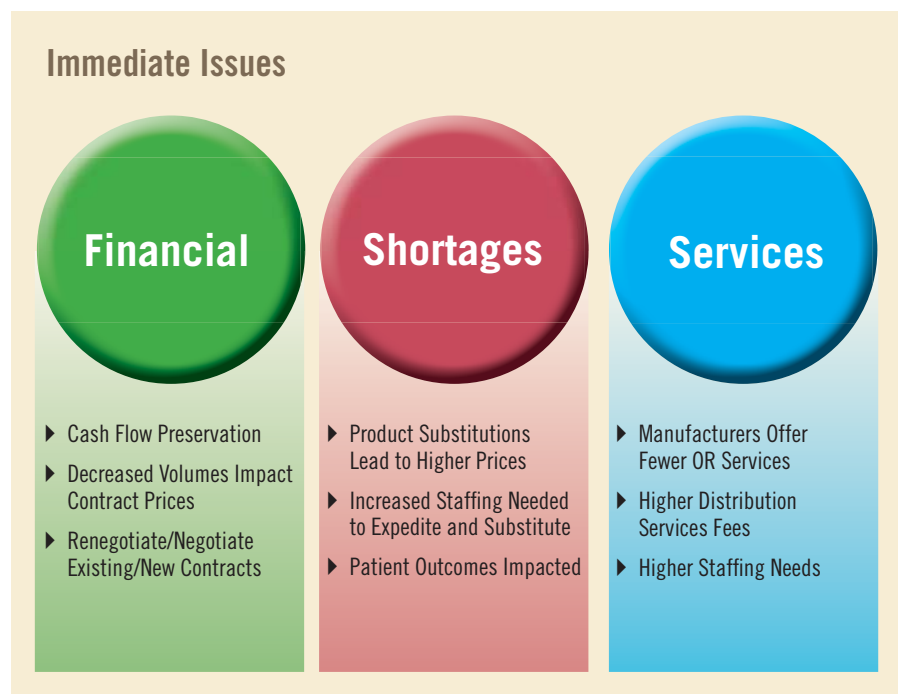 Immediate Issues
Financial
Cash Flow Preservation
Decreased Volumes Impact
Contract Prices
Renegotiate/Negotiate
Existing/New Contracts
Shortages
Product Substitutions
Lead to Higher Prices
Increased Staffing Needed
to Expedite and Substitute
Patient Outcomes Impacted
Services
Manufacturers Offer
Fewer OR Services
Higher Distribution
Services Fees
Higher Staffing Needs